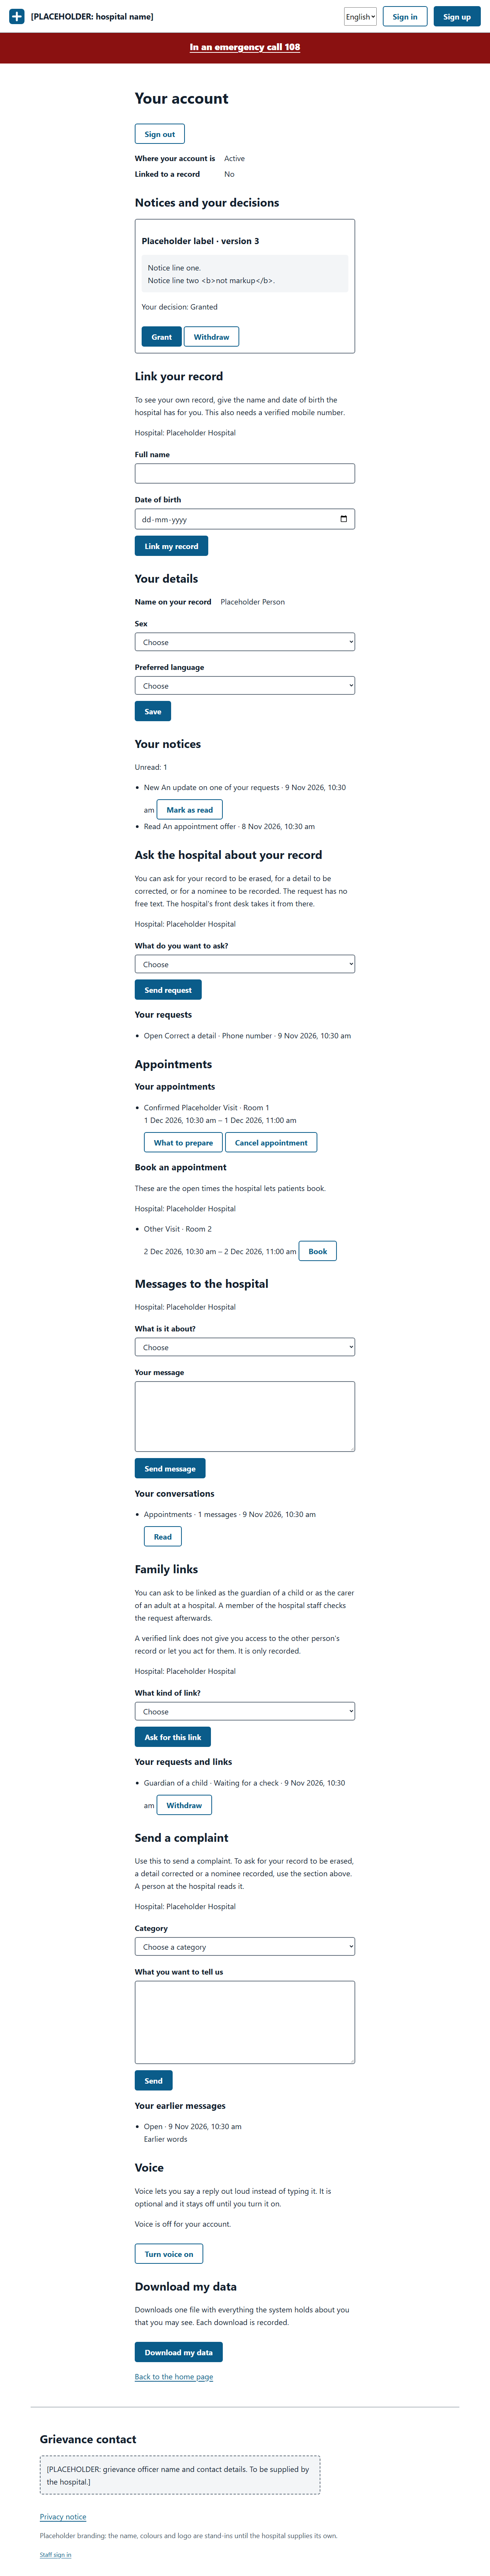 [PLACEHOLDER: hospital name]
English
Sign in
Sign up
In an emergency call 108
Your account
Sign out
Where your account is Active
Linked to a record No
Notices and your decisions
Placeholder label · version 3
Notice line one.
Notice line two <b>not markup</b>.
Your decision: Granted
Grant
Withdraw
Link your record
To see your own record, give the name and date of birth the
hospital has for you. This also needs a verified mobile number.
Hospital: Placeholder Hospital
Full name
Date of birth
dd-mm-yyyy
Link my record
Your details
Name on your record Placeholder Person
Sex
Choose
Preferred language
Choose
Save
Your notices
Unread: 1
New An update on one of your requests · 9 Nov 2026, 10:30
am Mark as read
Read An appointment offer · 8 Nov 2026, 10:30 am
Ask the hospital about your record
You can ask for your record to be erased, for a detail to be
corrected, or for a nominee to be recorded. The request has no
free text. The hospital's front desk takes it from there.
Hospital: Placeholder Hospital
What do you want to ask?
Choose
Send request
Your requests
Open Correct a detail · Phone number · 9 Nov 2026, 10:30 am
Appointments
Your appointments
Confirmed Placeholder Visit · Room 1
1 Dec 2026, 10:30 am – 1 Dec 2026, 11:00 am
What to prepare
Cancel appointment
Book an appointment
These are the open times the hospital lets patients book.
Hospital: Placeholder Hospital
Other Visit · Room 2
2 Dec 2026, 10:30 am – 2 Dec 2026, 11:00 am Book
Messages to the hospital
Hospital: Placeholder Hospital
What is it about?
Choose
Your message
Send message
Your conversations
Appointments · 1 messages · 9 Nov 2026, 10:30 am
Read
Family links
You can ask to be linked as the guardian of a child or as the carer
of an adult at a hospital. A member of the hospital staff checks
the request afterwards.
A verified link does not give you access to the other person's
record or let you act for them. It is only recorded.
Hospital: Placeholder Hospital
What kind of link?
Choose
Ask for this link
Your requests and links
Guardian of a child · Waiting for a check · 9 Nov 2026, 10:30
am Withdraw
Send a complaint
Use this to send a complaint. To ask for your record to be erased,
a detail corrected or a nominee recorded, use the section above.
A person at the hospital reads it.
Hospital: Placeholder Hospital
Category
Choose a category
What you want to tell us
Send
Your earlier messages
Open · 9 Nov 2026, 10:30 am
Earlier words
Voice
Voice lets you say a reply out loud instead of typing it. It is
optional and it stays off until you turn it on.
Voice is off for your account.
Turn voice on
Download my data
Downloads one file with everything the system holds about you
that you may see. Each download is recorded.
Download my data
Back to the home page
Grievance contact
[PLACEHOLDER: grievance officer name and contact details. To be supplied by
the hospital.]
Privacy notice
Placeholder branding: the name, colours and logo are stand-ins until the hospital supplies its own.
Staff sign in